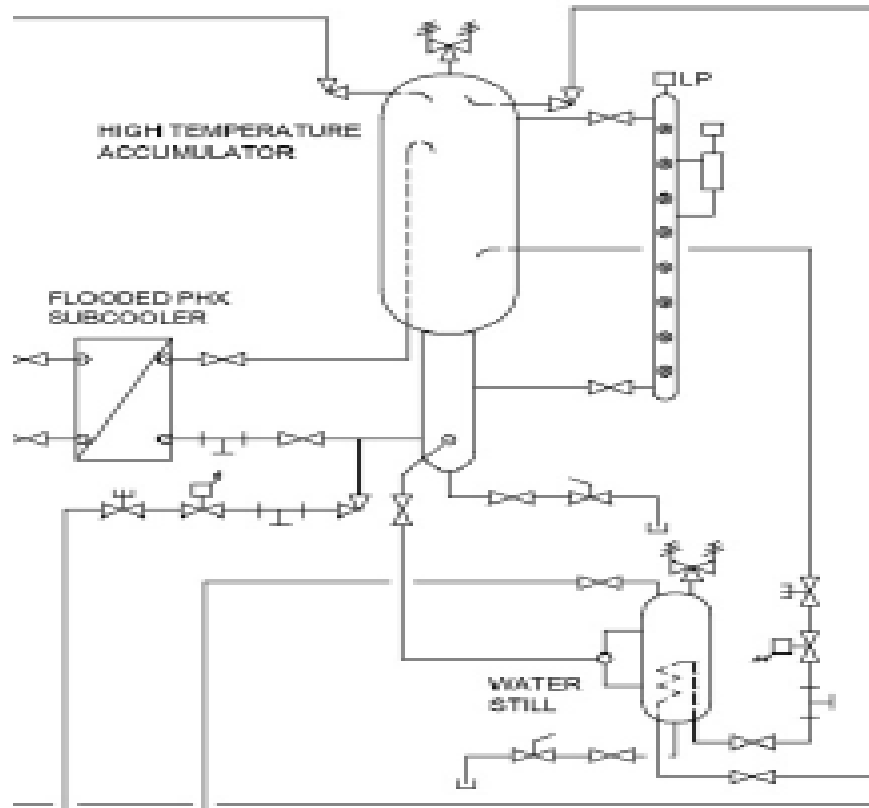 LP
HIGH TEMPERATURE
ACCUMULATOR
FLOODED PHX
SUBCOOLER
WATER
STILL